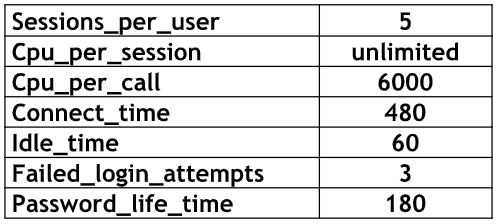 Sessions_per_user 5
Cpu_per_session unlimited
Cpu_per_call 6000
Connect_time 480
Idle_time 60
Failed_login_attempts 3
Password_life_time 180